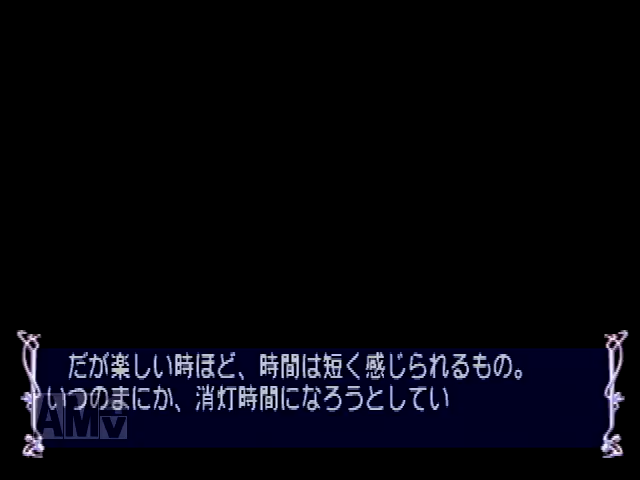 だが楽しい時ほど、時間は短く感じられるもの。
いつのまにか、消灯時間になろうとしてい
AMV